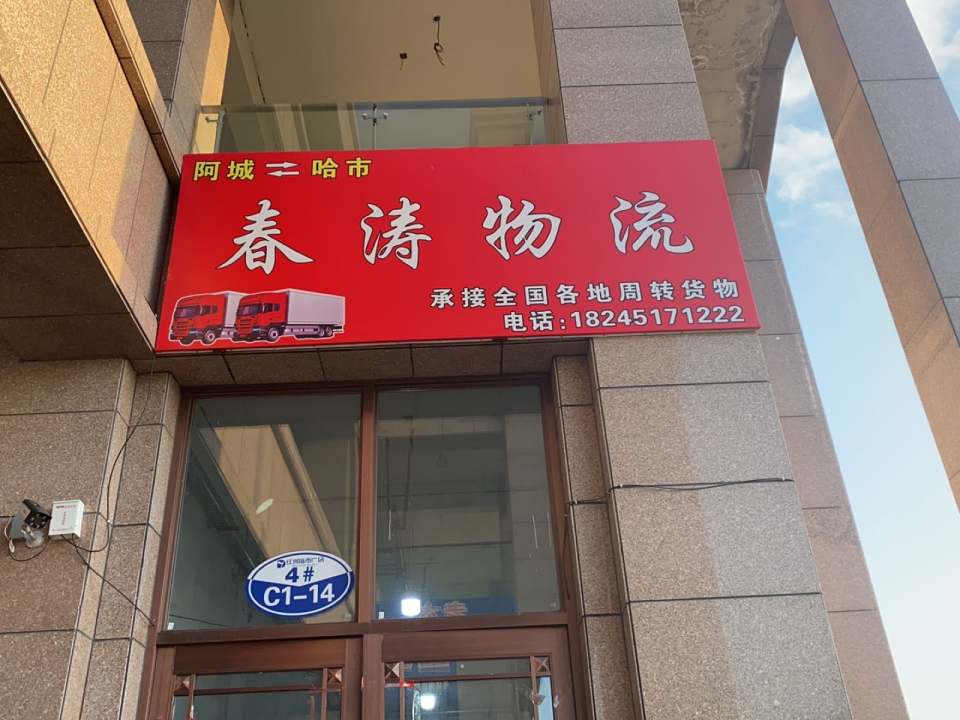 阿城 ⇌ 哈市
春涛物流
承接全国各地周转货物
电话:18245171222
4#
C1-14